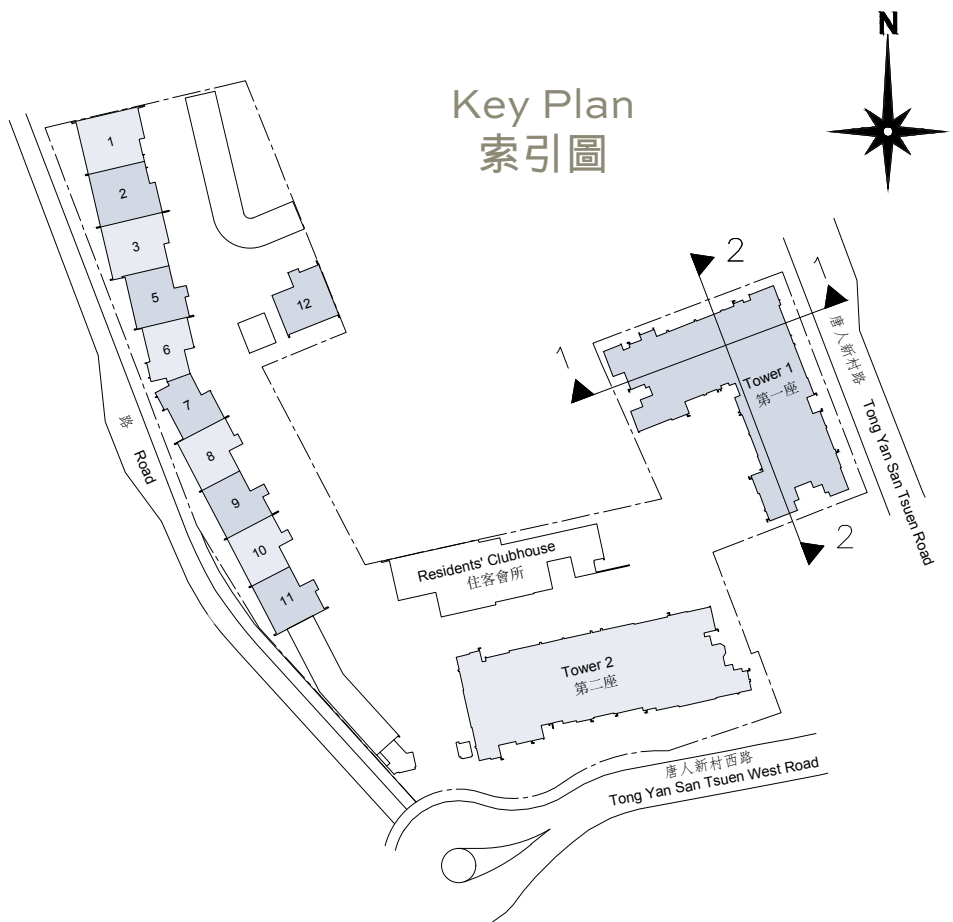 N
Key Plan
索引圖
1
2
3
5
6
7
8
9
10
11
12
路 Road
2
1
1
2
Tower 1
第一座
唐人新村路 Tong Yan San Tsuen Road
Residents' Clubhouse
住客會所
Tower 2
第二座
唐人新村西路
Tong Yan San Tsuen West Road